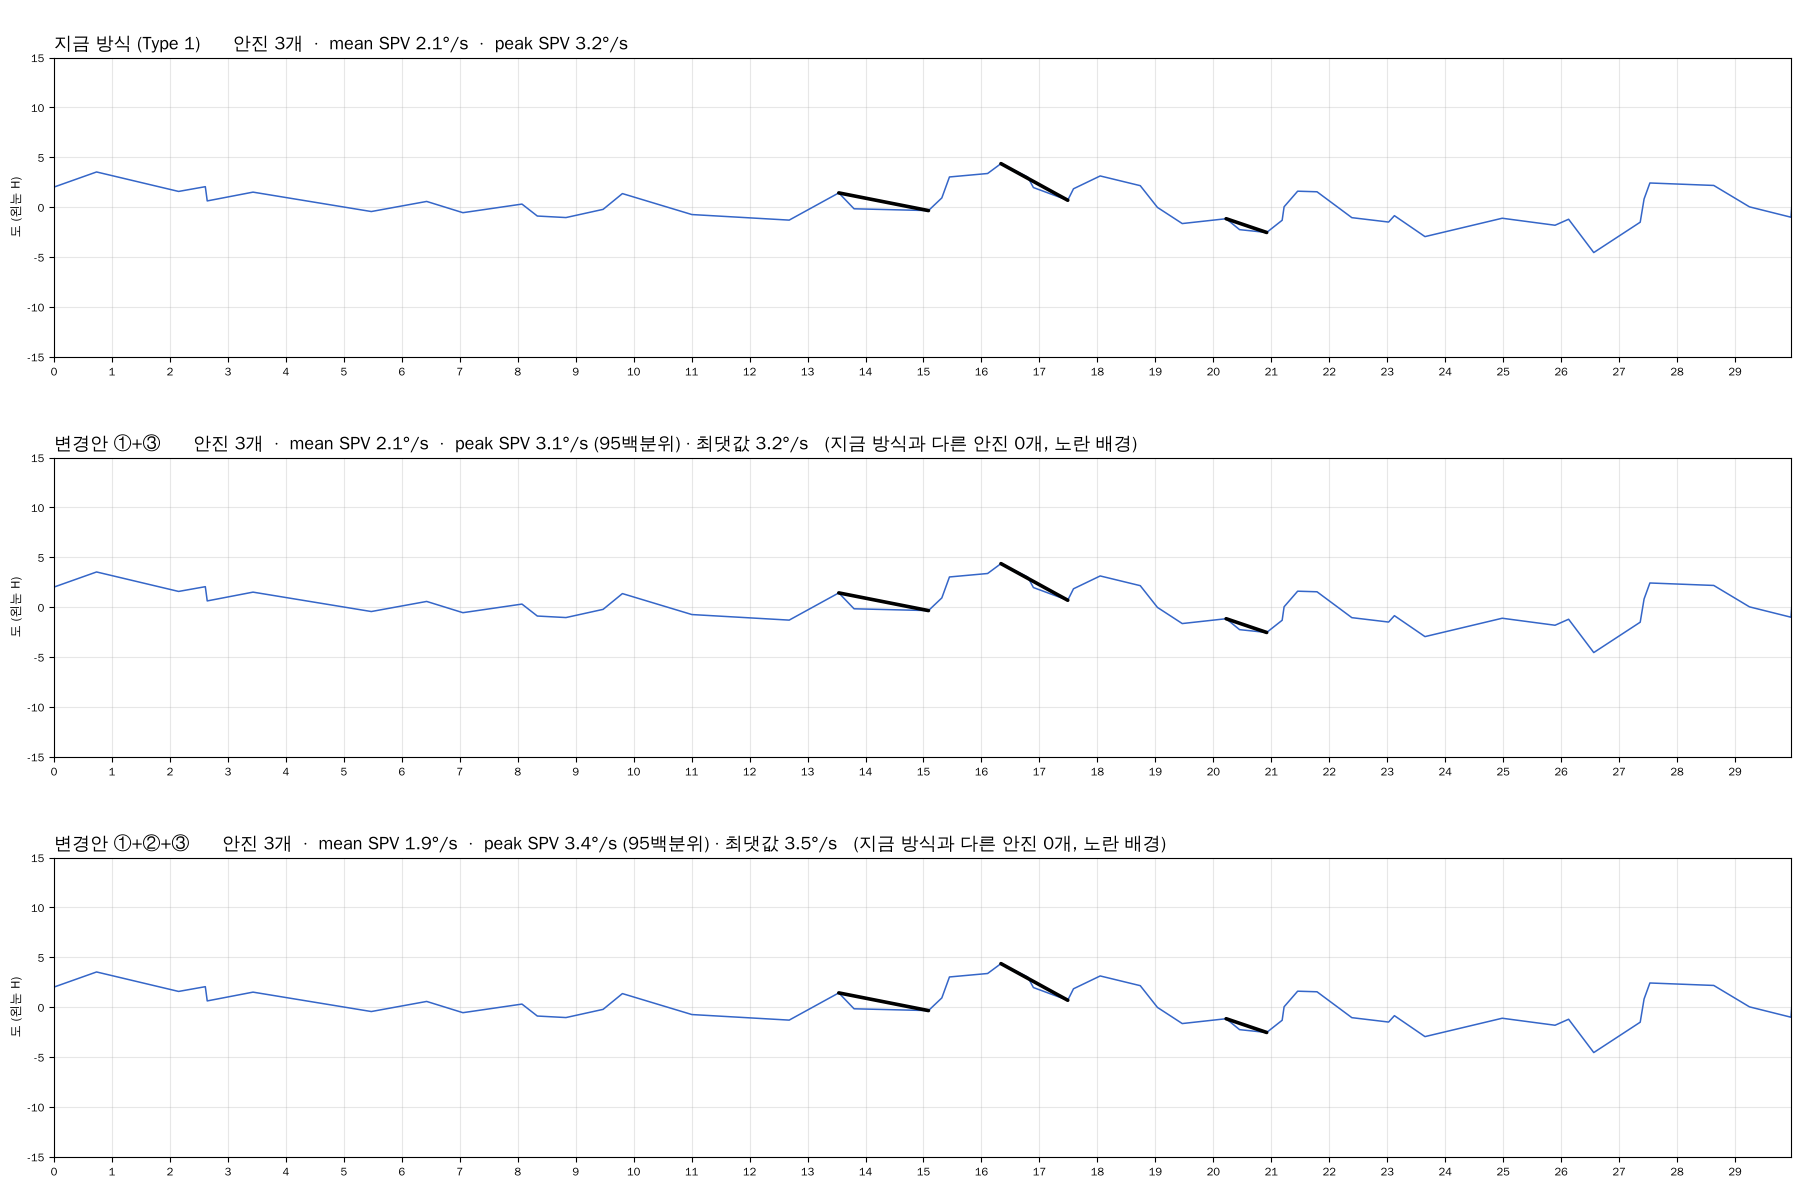 지금 방식 (Type 1) 안진 3개 · mean SPV 2.1°/s · peak SPV 3.2°/s
15
10
5
0
-5
-10
-15
도 (왼눈 H)
0 1 2 3 4 5 6 7 8 9 10 11 12 13 14 15 16 17 18 19 20 21 22 23 24 25 26 27 28 29
변경안 ①+③ 안진 3개 · mean SPV 2.1°/s · peak SPV 3.1°/s (95백분위) · 최댓값 3.2°/s (지금 방식과 다른 안진 0개, 노란 배경)
15
10
5
0
-5
-10
-15
도 (왼눈 H)
0 1 2 3 4 5 6 7 8 9 10 11 12 13 14 15 16 17 18 19 20 21 22 23 24 25 26 27 28 29
변경안 ①+②+③ 안진 3개 · mean SPV 1.9°/s · peak SPV 3.4°/s (95백분위) · 최댓값 3.5°/s (지금 방식과 다른 안진 0개, 노란 배경)
15
10
5
0
-5
-10
-15
도 (왼눈 H)
0 1 2 3 4 5 6 7 8 9 10 11 12 13 14 15 16 17 18 19 20 21 22 23 24 25 26 27 28 29